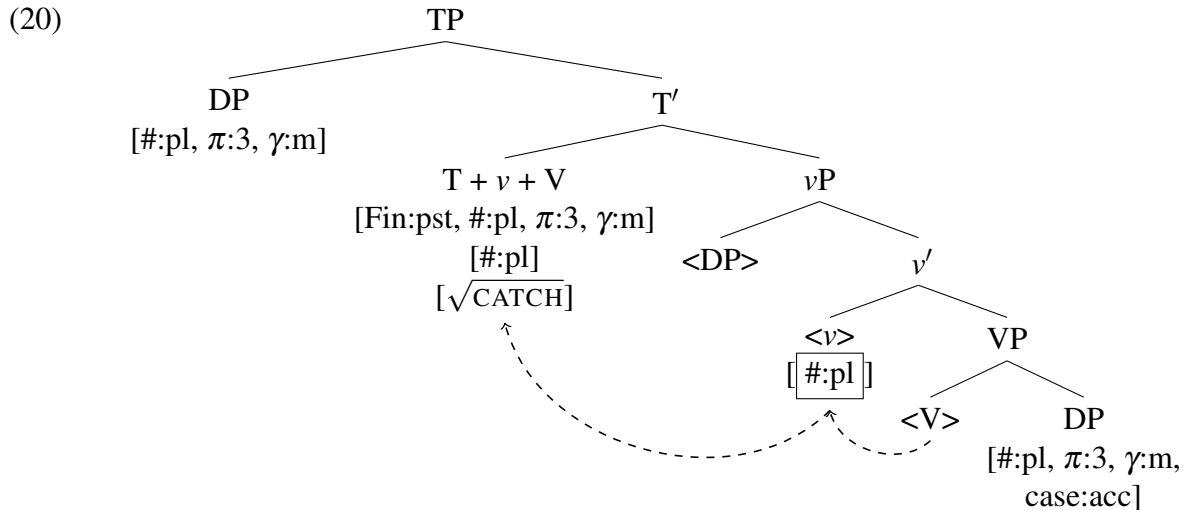 (20)
TP
DP
[#:pl, π:3, γ:m]
T′
T + v + V
[Fin:pst, #:pl, π:3, γ:m]
[#:pl]
[√CATCH]
vP
<DP>
v′
<v>
[ #:pl ]
VP
<V>
DP
[#:pl, π:3, γ:m,
case:acc]